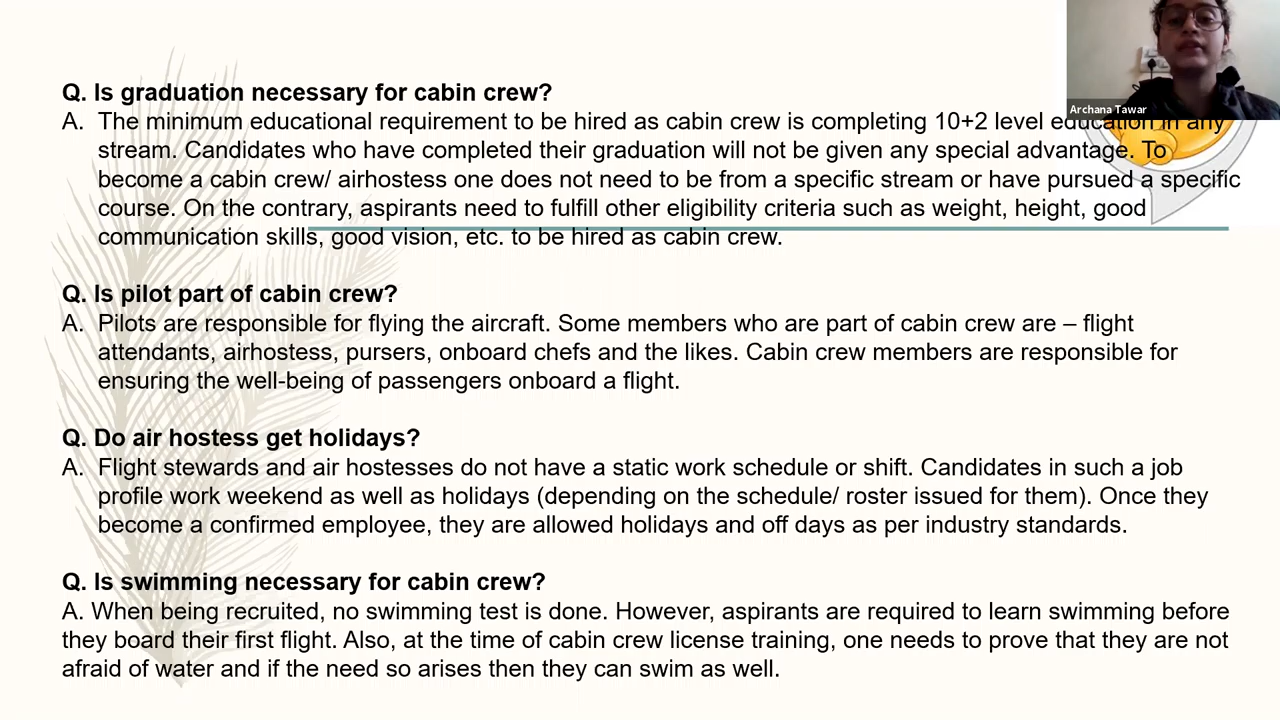 Archana Tawar
Q. Is graduation necessary for cabin crew?
A. The minimum educational requirement to be hired as cabin crew is completing 10+2 level education in any
stream. Candidates who have completed their graduation will not be given any special advantage. To
become a cabin crew/ airhostess one does not need to be from a specific stream or have pursued a specific
course. On the contrary, aspirants need to fulfill other eligibility criteria such as weight, height, good
communication skills, good vision, etc. to be hired as cabin crew.
Q. Is pilot part of cabin crew?
A. Pilots are responsible for flying the aircraft. Some members who are part of cabin crew are – flight
attendants, airhostess, pursers, onboard chefs and the likes. Cabin crew members are responsible for
ensuring the well-being of passengers onboard a flight.
Q. Do air hostess get holidays?
A. Flight stewards and air hostesses do not have a static work schedule or shift. Candidates in such a job
profile work weekend as well as holidays (depending on the schedule/ roster issued for them). Once they
become a confirmed employee, they are allowed holidays and off days as per industry standards.
Q. Is swimming necessary for cabin crew?
A. When being recruited, no swimming test is done. However, aspirants are required to learn swimming before
they board their first flight. Also, at the time of cabin crew license training, one needs to prove that they are not
afraid of water and if the need so arises then they can swim as well.